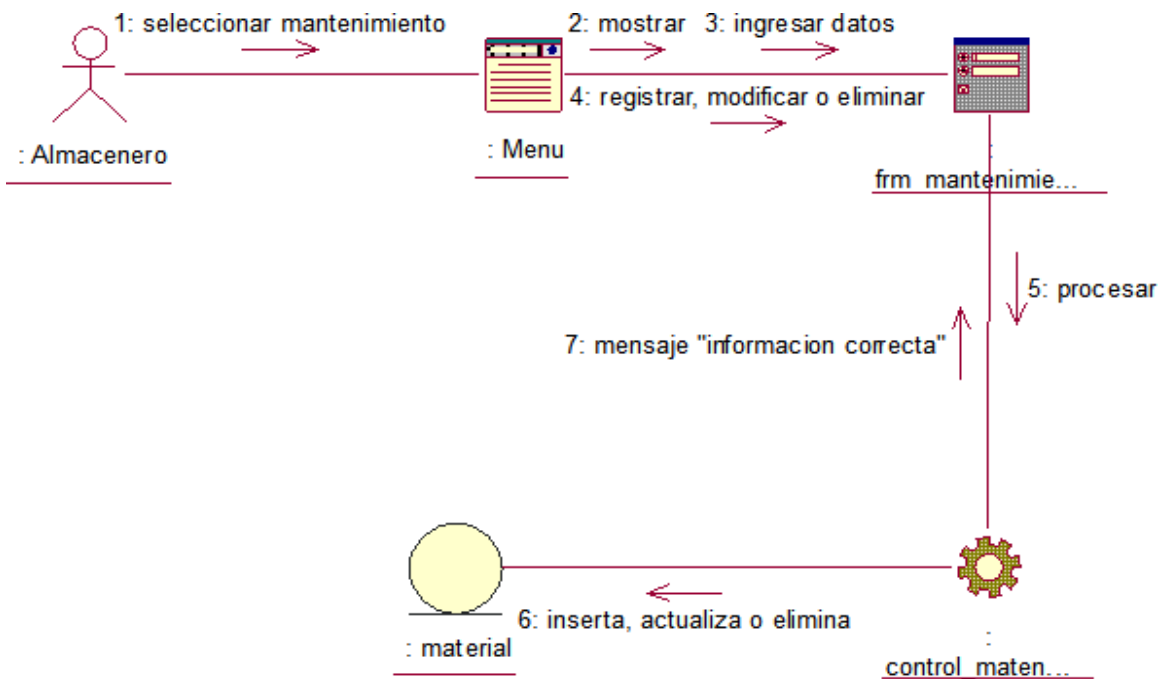 1: seleccionar mantenimiento
2: mostrar
3: ingresar datos
4: registrar, modificar o eliminar
: Almacenero
: Menu
:
frm_mantenimie...
5: procesar
7: mensaje "informacion correcta"
6: inserta, actualiza o elimina
: material
:
control_maten...